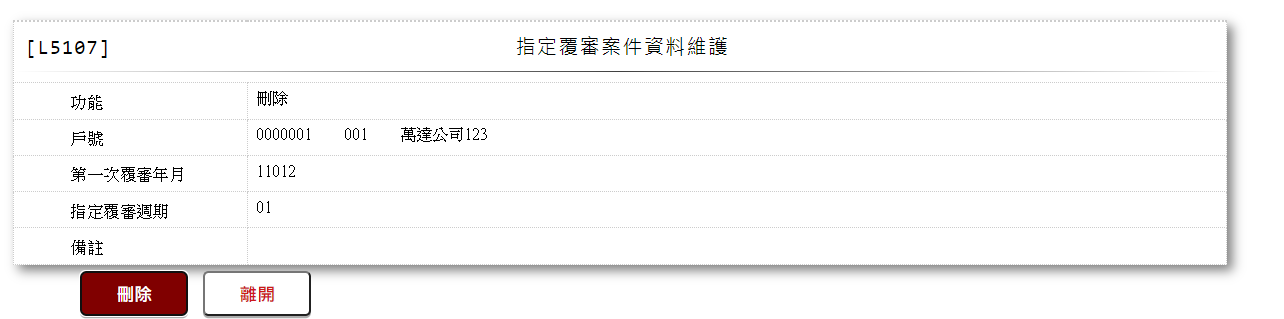 [L5107] 指定覆審案件資料維護
功能 刪除
戶號 0000001 001 萬達公司123
第一次覆審年月 11012
指定覆審週期 01
備註
刪除 離開